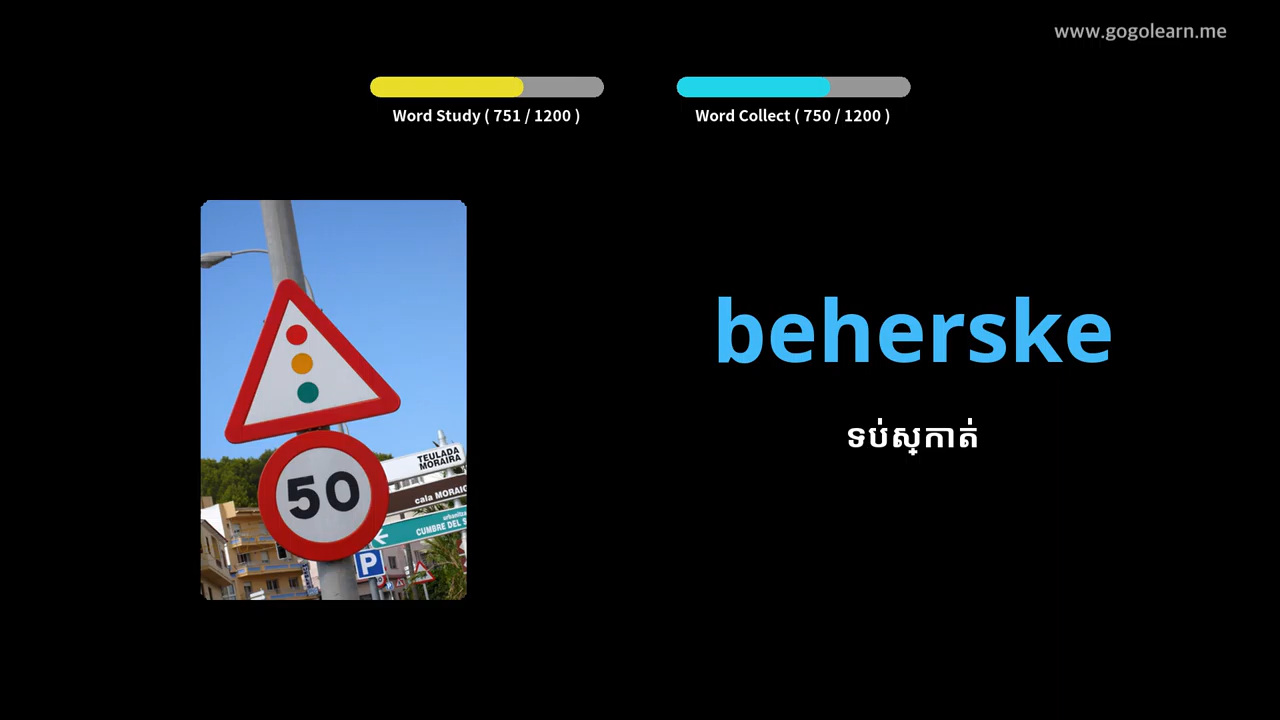 www.gogolearn.me
Word Study ( 751 / 1200 )
Word Collect ( 750 / 1200 )
beherske
ទប់ស្កាត់
50
TEULADA
MORAIRA
cala MORAIG
CUMBRE DEL S
P